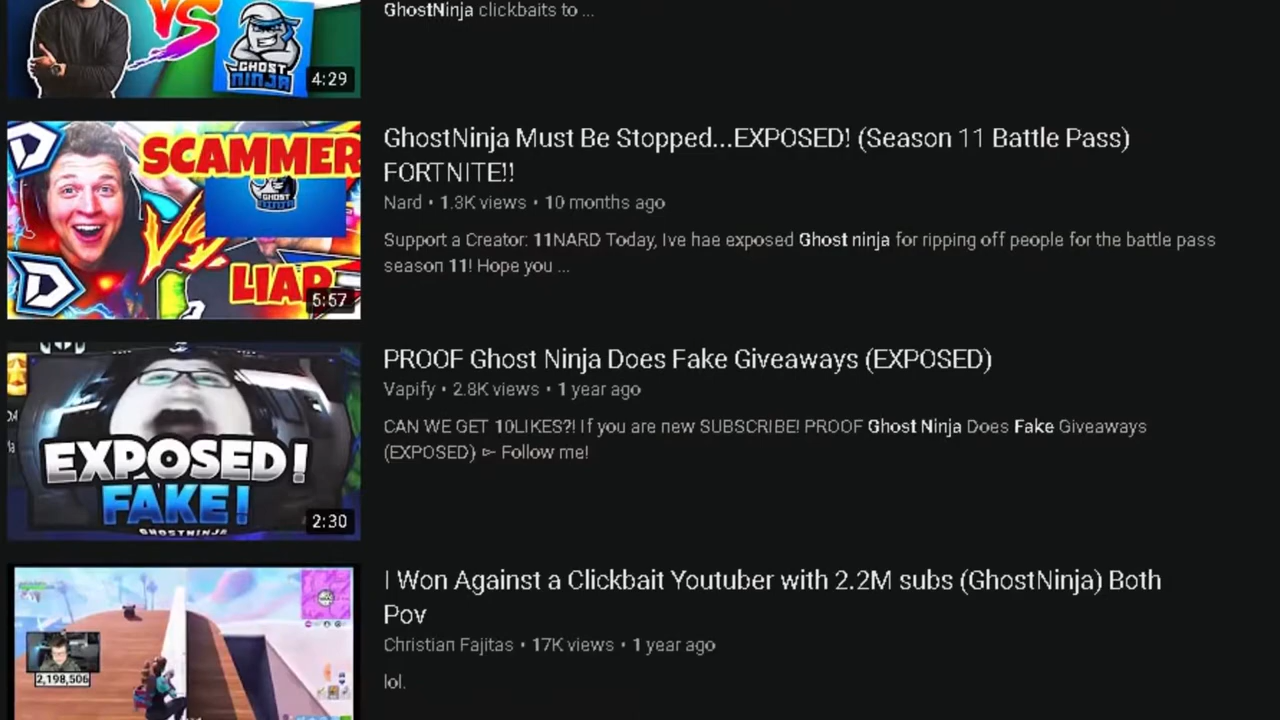 GhostNinja clickbaits to ...
VS
GHOST
NINJA
4:29
SCAMMER
GHOST
NINJA
VS
LIAR
5:57
GhostNinja Must Be Stopped...EXPOSED! (Season 11 Battle Pass)
FORTNITE!!
Nard • 1.3K views • 10 months ago
Support a Creator: 11NARD Today, Ive hae exposed Ghost ninja for ripping off people for the battle pass
season 11! Hope you ...
EXPOSED!
FAKE!
GHOSTNINJA
2:30
PROOF Ghost Ninja Does Fake Giveaways (EXPOSED)
Vapify • 2.8K views • 1 year ago
CAN WE GET 10LIKES?! If you are new SUBSCRIBE! PROOF Ghost Ninja Does Fake Giveaways
(EXPOSED) ⊳ Follow me!
2,198,506
I Won Against a Clickbait Youtuber with 2.2M subs (GhostNinja) Both
Pov
Christian Fajitas • 17K views • 1 year ago
lol.